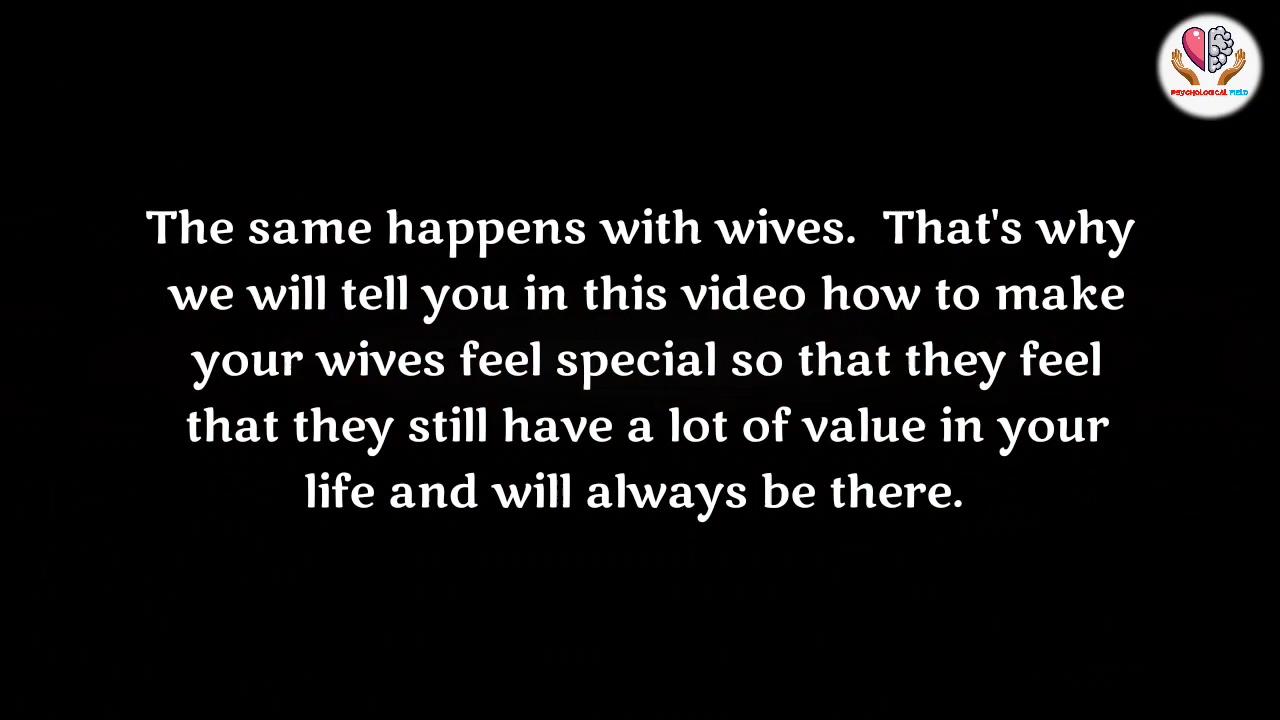 PSYCHOLOGICAL FIELD
The same happens with wives.  That's why
we will tell you in this video how to make
your wives feel special so that they feel
that they still have a lot of value in your
life and will always be there.